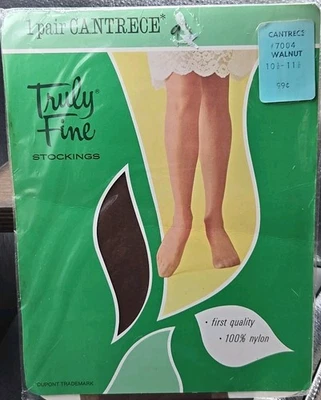 1 pair CANTRECE*
CANTRECE
#7004
WALNUT
10½-11½
99¢
Truly®
Fine
STOCKINGS
• first quality
• 100% nylon
DUPONT TRADEMARK